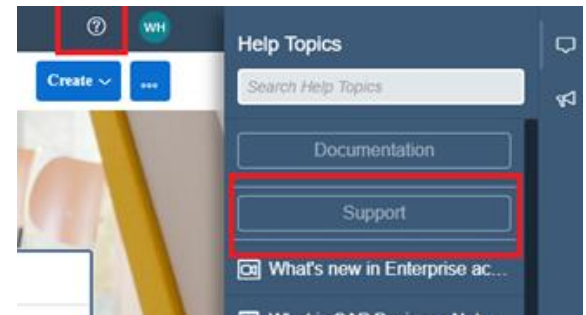 WH
Help Topics
Create
...
Search Help Topics
Documentation
Support
What's new in Enterprise ac...